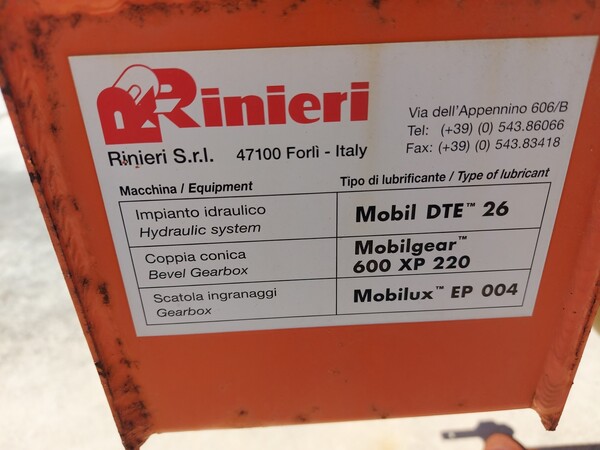 Rinieri
Rinieri S.r.l. 47100 Forlì - Italy
Via dell'Appennino 606/B
Tel: (+39) (0) 543.86066
Fax: (+39) (0) 543.83418
Macchina / Equipment Tipo di lubrificante / Type of lubricant
Impianto idraulico
Hydraulic system
Mobil DTE™ 26
Coppia conica
Bevel Gearbox
Mobilgear™
600 XP 220
Scatola ingranaggi
Gearbox
Mobilux™ EP 004